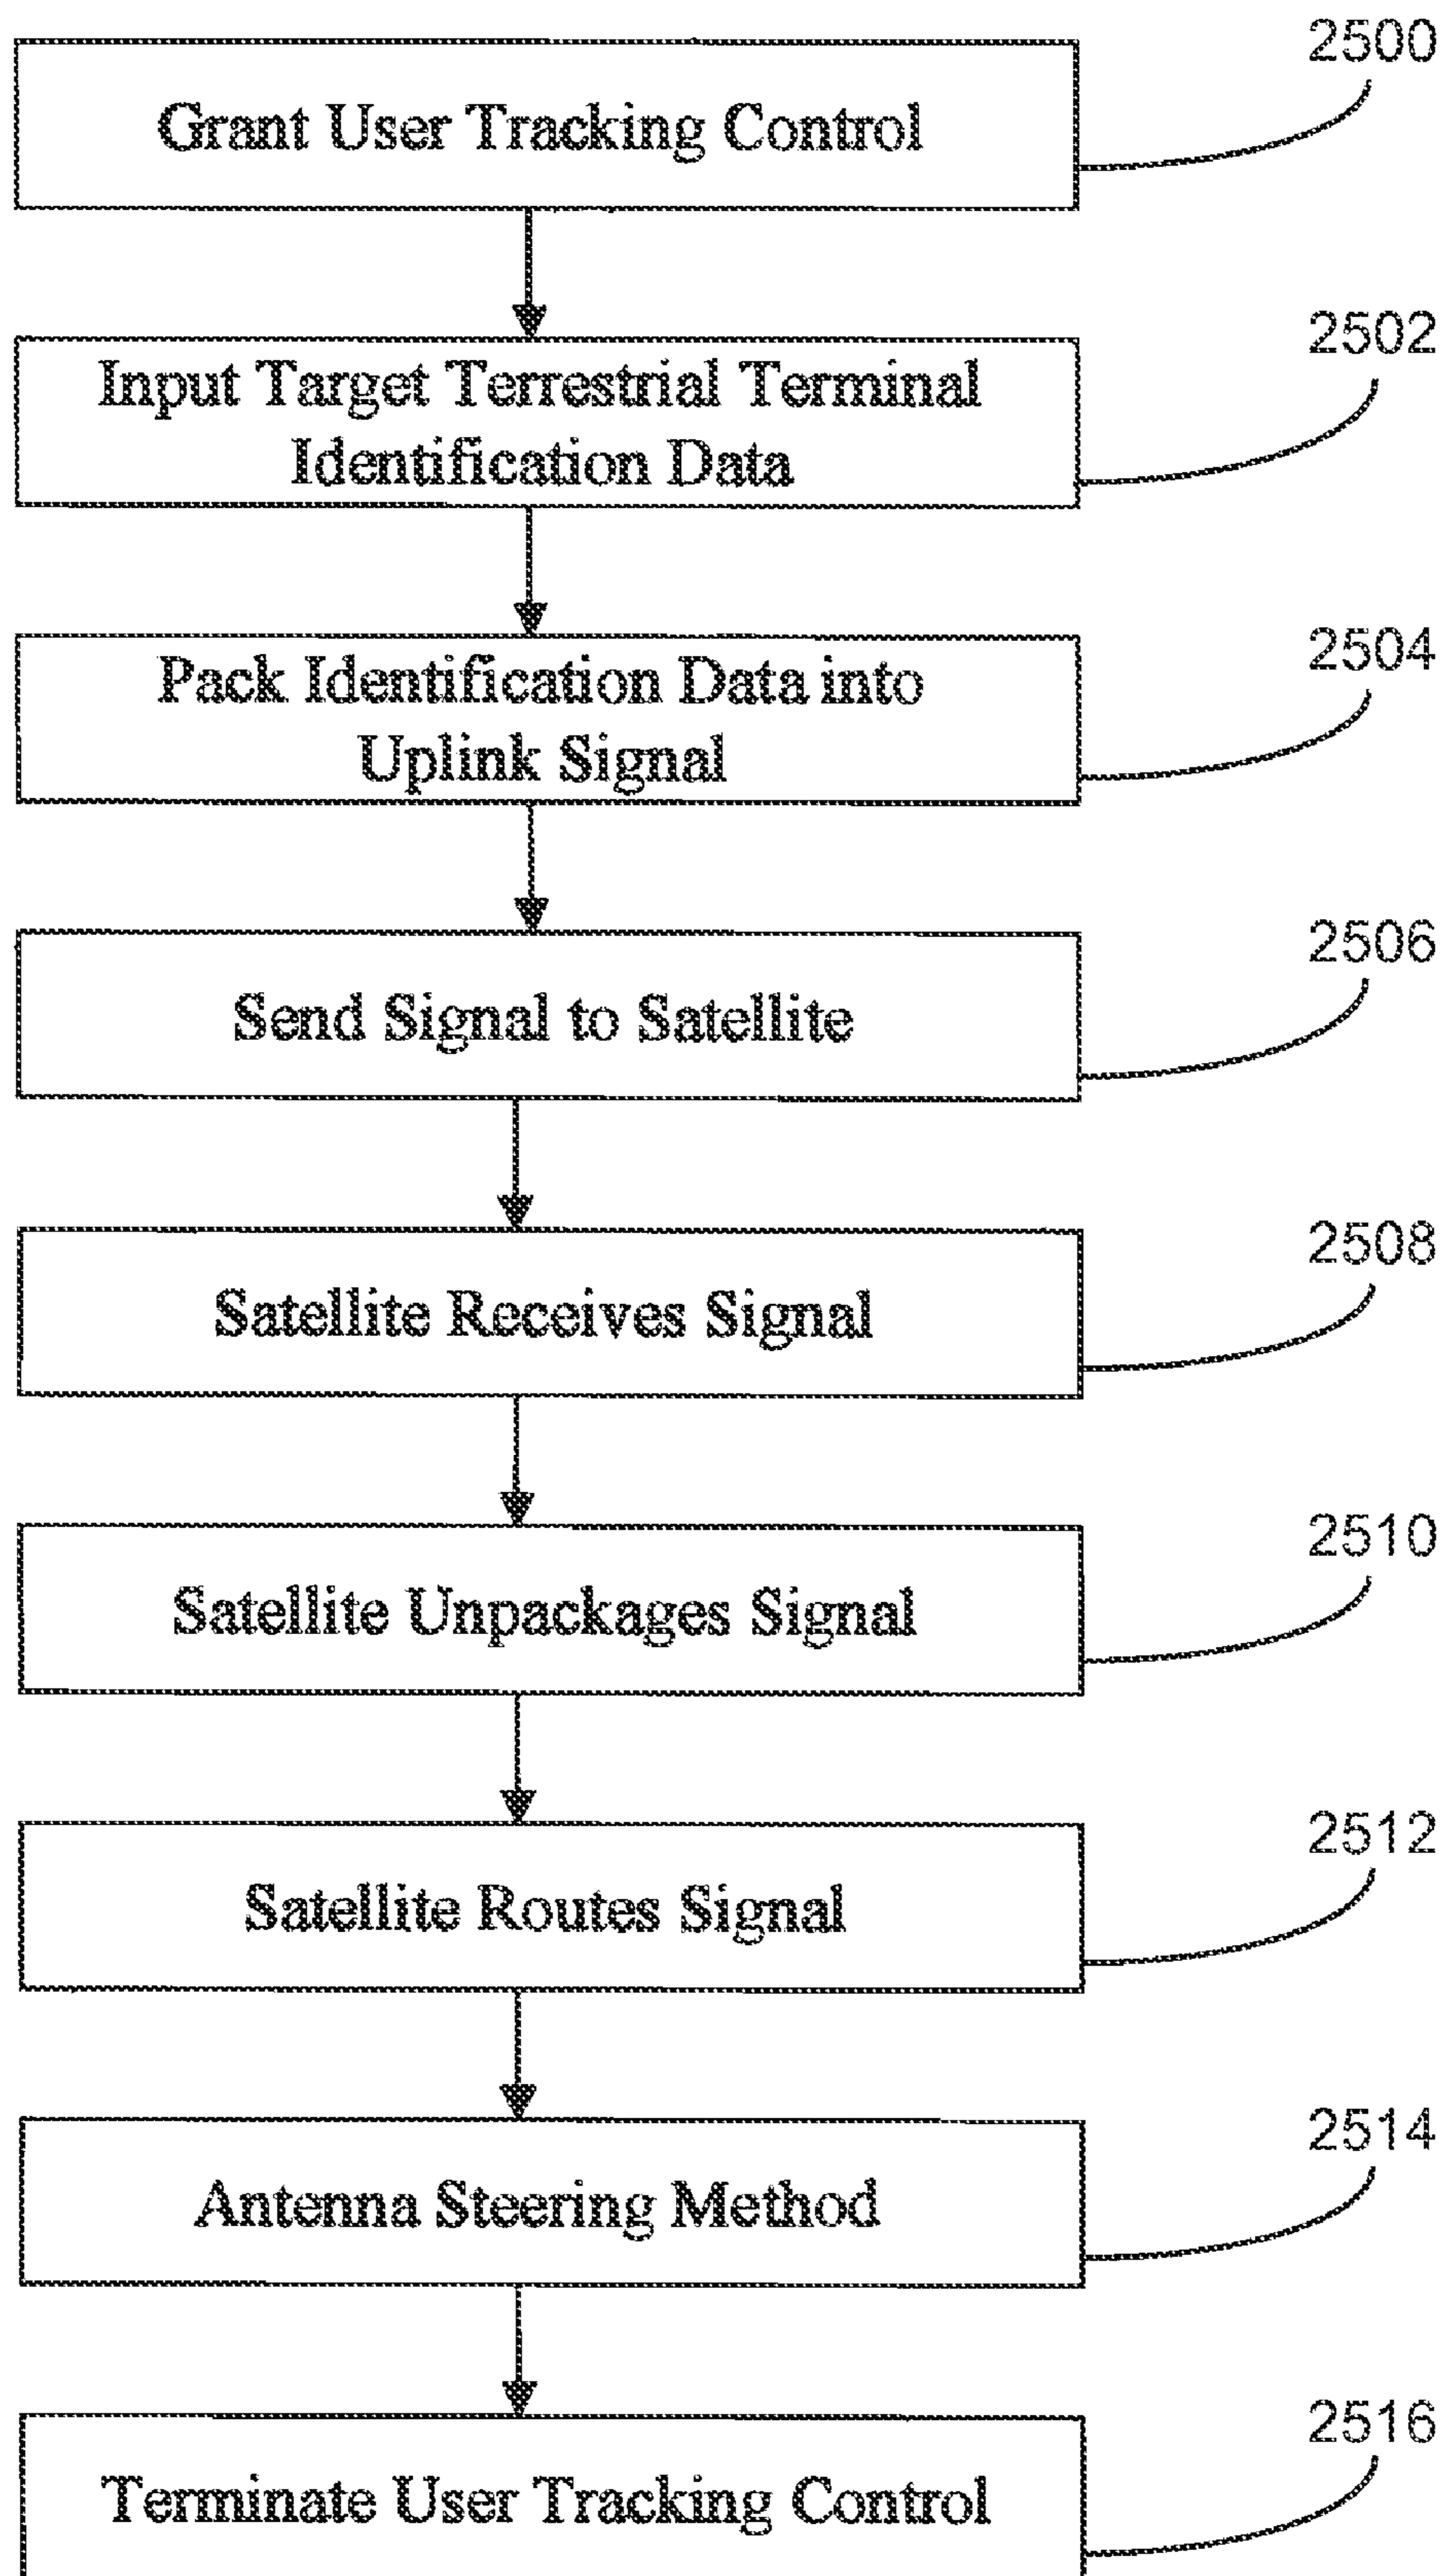 2500
Grant User Tracking Control
2502
Input Target Terrestrial Terminal
Identification Data
2504
Pack Identification Data into
Uplink Signal
2506
Send Signal to Satellite
2508
Satellite Receives Signal
2510
Satellite Unpackages Signal
2512
Satellite Routes Signal
2514
Antenna Steering Method
2516
Terminate User Tracking Control